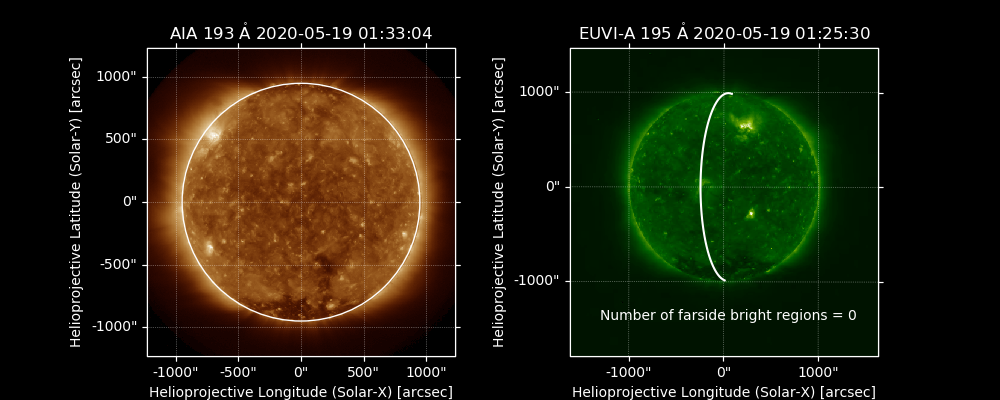 AIA 193 Å 2020-05-19 01:33:04
Helioprojective Latitude (Solar-Y) [arcsec]
1000"
500"
0"
-500"
-1000"
-1000" -500" 0" 500" 1000"
Helioprojective Longitude (Solar-X) [arcsec]
EUVI-A 195 Å 2020-05-19 01:25:30
Helioprojective Latitude (Solar-Y) [arcsec]
1000"
0"
-1000"
Number of farside bright regions = 0
-1000" 0" 1000"
Helioprojective Longitude (Solar-X) [arcsec]